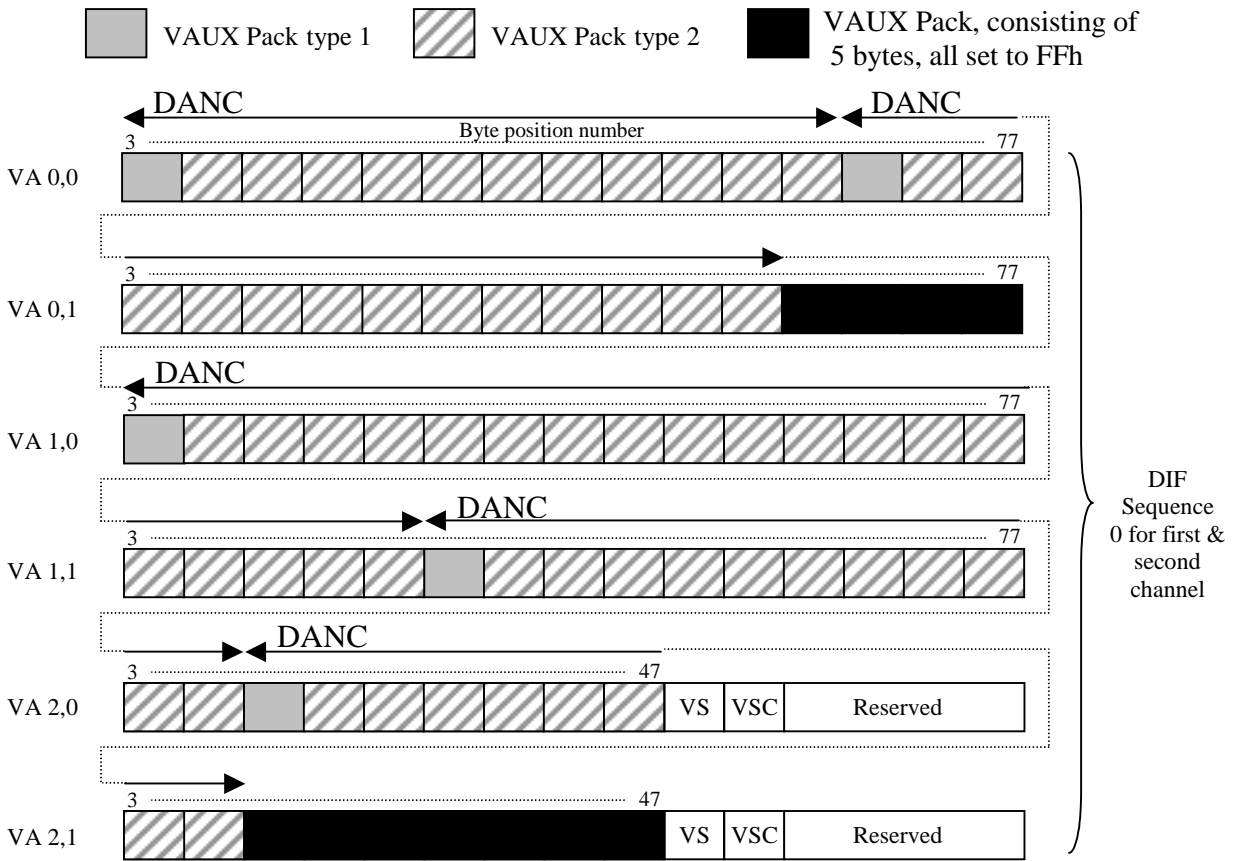 VAUX Pack type 1
VAUX Pack type 2
VAUX Pack, consisting of
5 bytes, all set to FFh
DANC
DANC
Byte position number
3
77
VA 0,0
3
77
VA 0,1
DANC
3
77
VA 1,0
DANC
3
77
VA 1,1
DANC
3
47
VA 2,0
VS
VSC
Reserved
3
47
VA 2,1
VS
VSC
Reserved
DIF
Sequence
0 for first &
second
channel